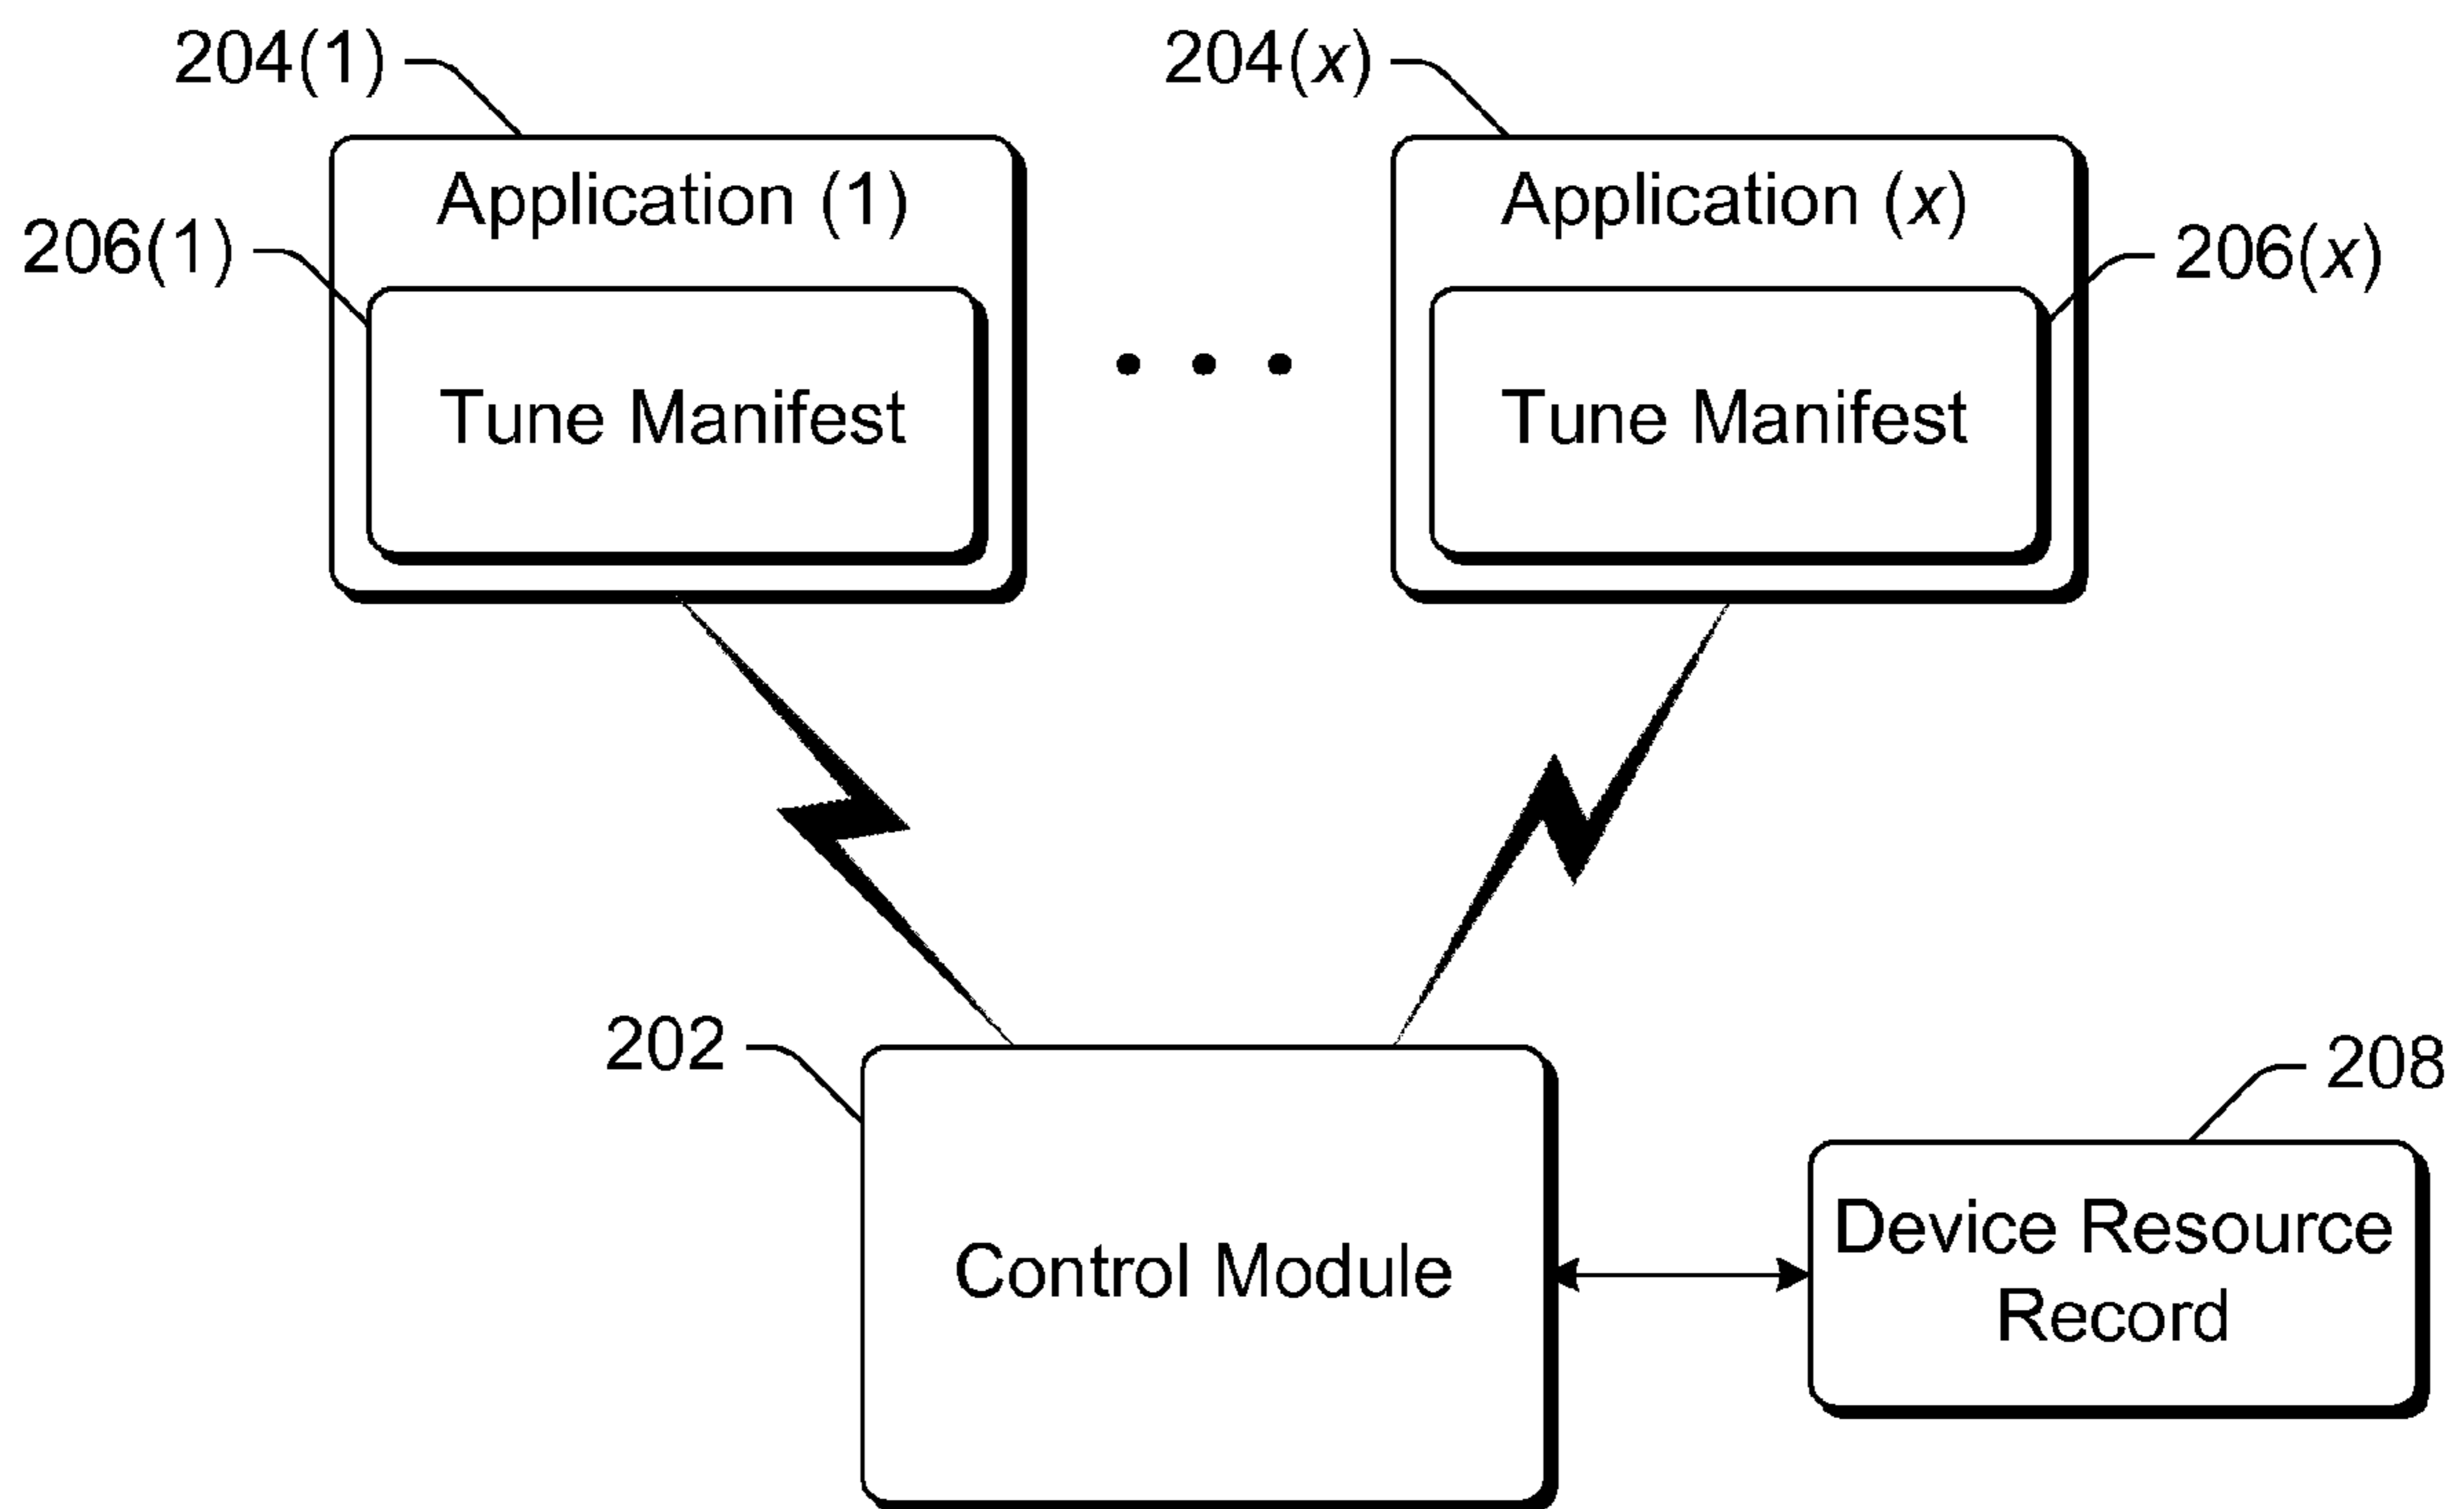 204(1)
204(x)
Application (1)
Application (x)
206(1)
206(x)
Tune Manifest
Tune Manifest
202
208
Control Module
Device Resource
Record